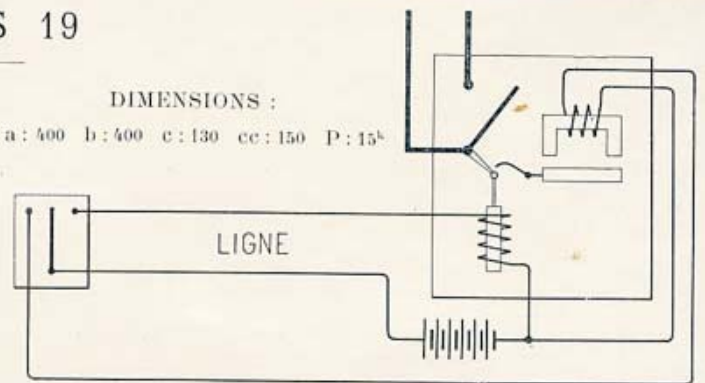 S 19
DIMENSIONS :
a : 400 b : 400 c : 130 cc : 150 P : 15ᵏ
LIGNE